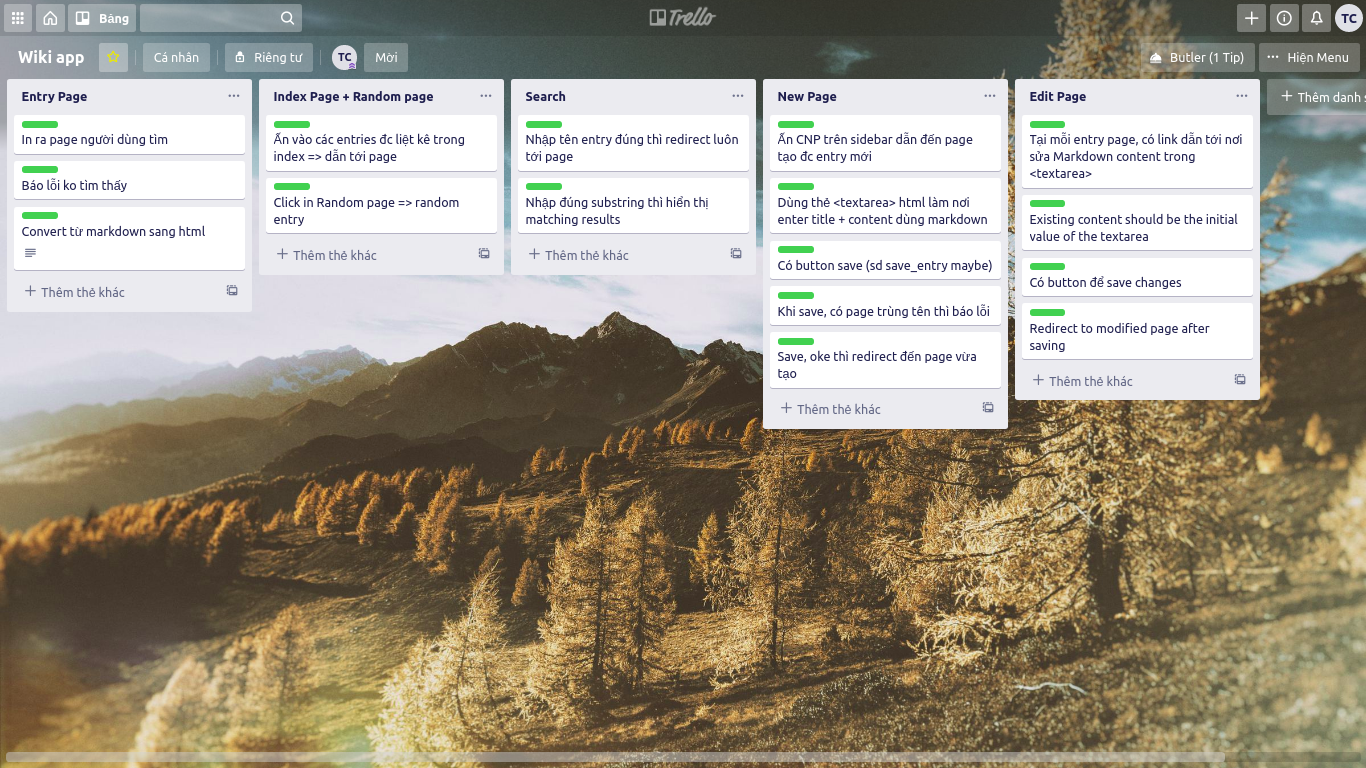 Bảng
Trello
TC
Wiki app
Cá nhân
Riêng tư
TC
Mời
Butler (1 Tip)
Hiện Menu
Entry Page
In ra page người dùng tìm
Báo lỗi ko tìm thấy
Convert từ markdown sang html
Thêm thẻ khác
Index Page + Random page
Ấn vào các entries đc liệt kê trong
index => dẫn tới page
Click in Random page => random
entry
Thêm thẻ khác
Search
Nhập tên entry đúng thì redirect luôn
tới page
Nhập đúng substring thì hiển thị
matching results
Thêm thẻ khác
New Page
Ấn CNP trên sidebar dẫn đến page
tạo đc entry mới
Dùng thẻ <textarea> html làm nơi
enter title + content dùng markdown
Có button save (sd save_entry maybe)
Khi save, có page trùng tên thì báo lỗi
Save, oke thì redirect đến page vừa
tạo
Thêm thẻ khác
Edit Page
Tại mỗi entry page, có link dẫn tới nơi
sửa Markdown content trong
<textarea>
Existing content should be the initial
value of the textarea
Có button để save changes
Redirect to modified page after
saving
Thêm thẻ khác
Thêm danh s